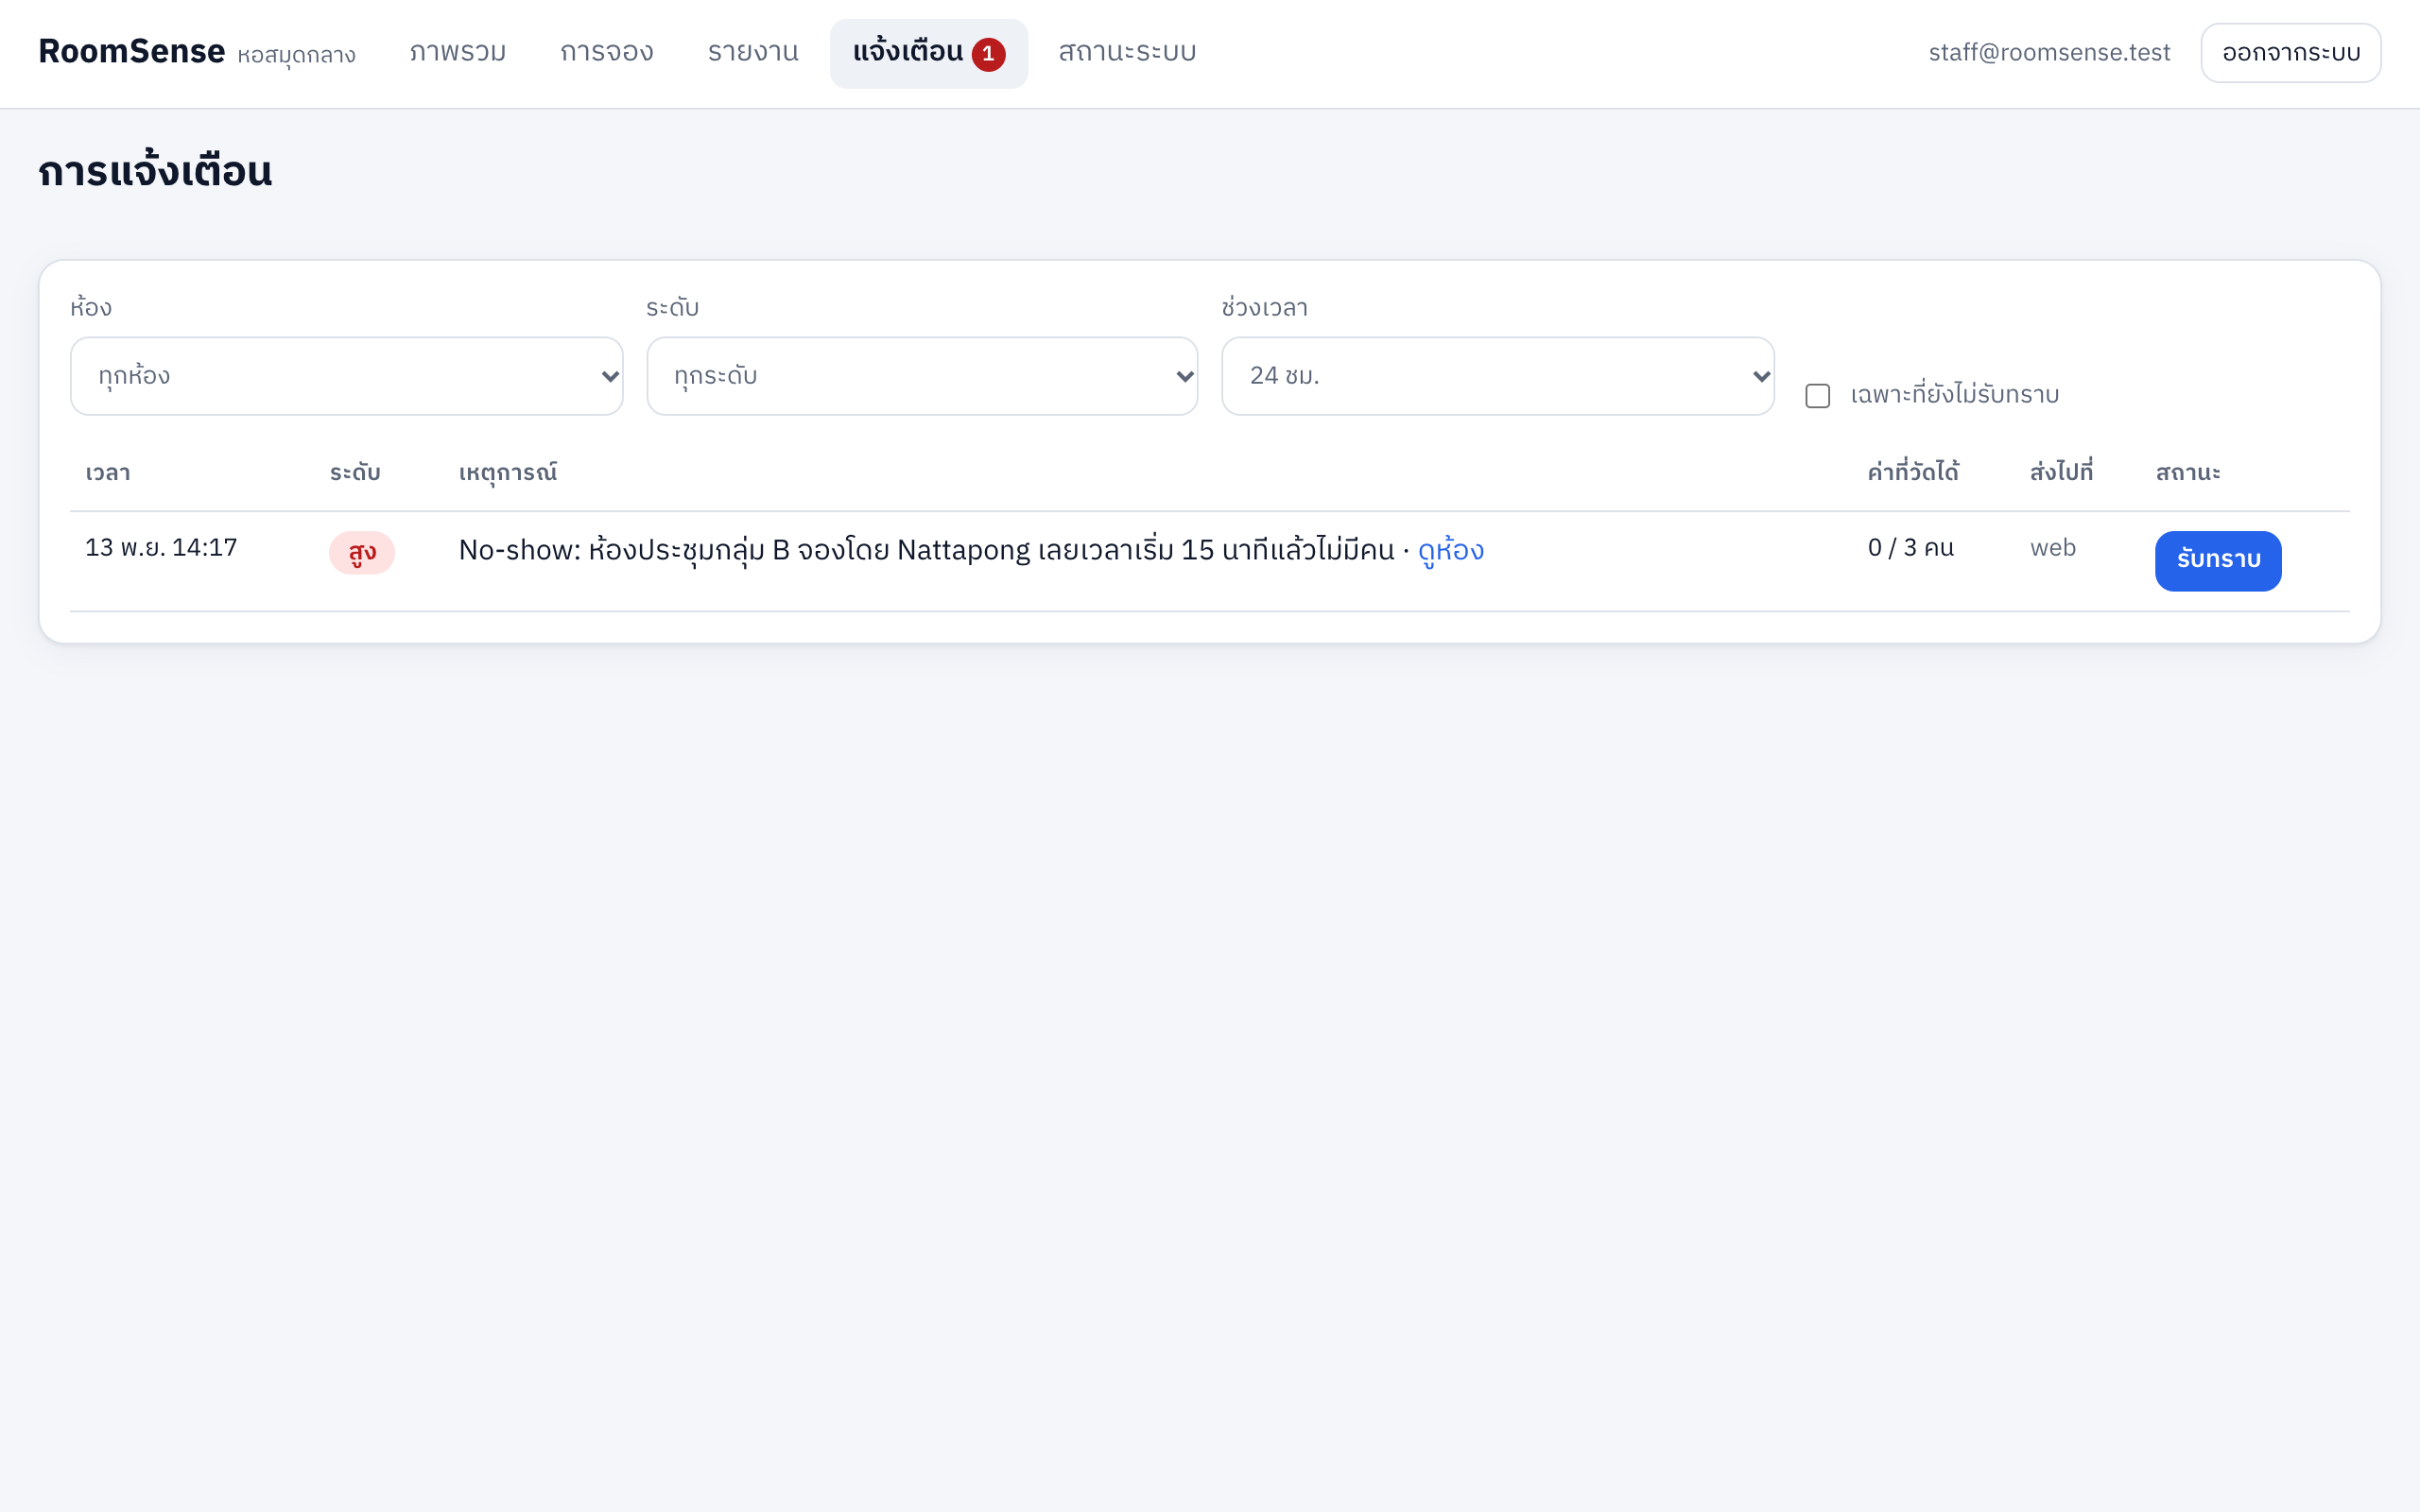 RoomSense หอสมุดกลาง ภาพรวม การจอง รายงาน แจ้งเตือน 1 สถานะระบบ staff@roomsense.test ออกจากระบบ
การแจ้งเตือน
ห้อง ระดับ ช่วงเวลา
ทุกห้อง ทุกระดับ 24 ชม. เฉพาะที่ยังไม่รับทราบ
เวลา ระดับ เหตุการณ์ ค่าที่วัดได้ ส่งไปที่ สถานะ
13 พ.ย. 14:17 สูง No-show: ห้องประชุมกลุ่ม B จองโดย Nattapong เลยเวลาเริ่ม 15 นาทีแล้วไม่มีคน · ดูห้อง 0 / 3 คน web รับทราบ